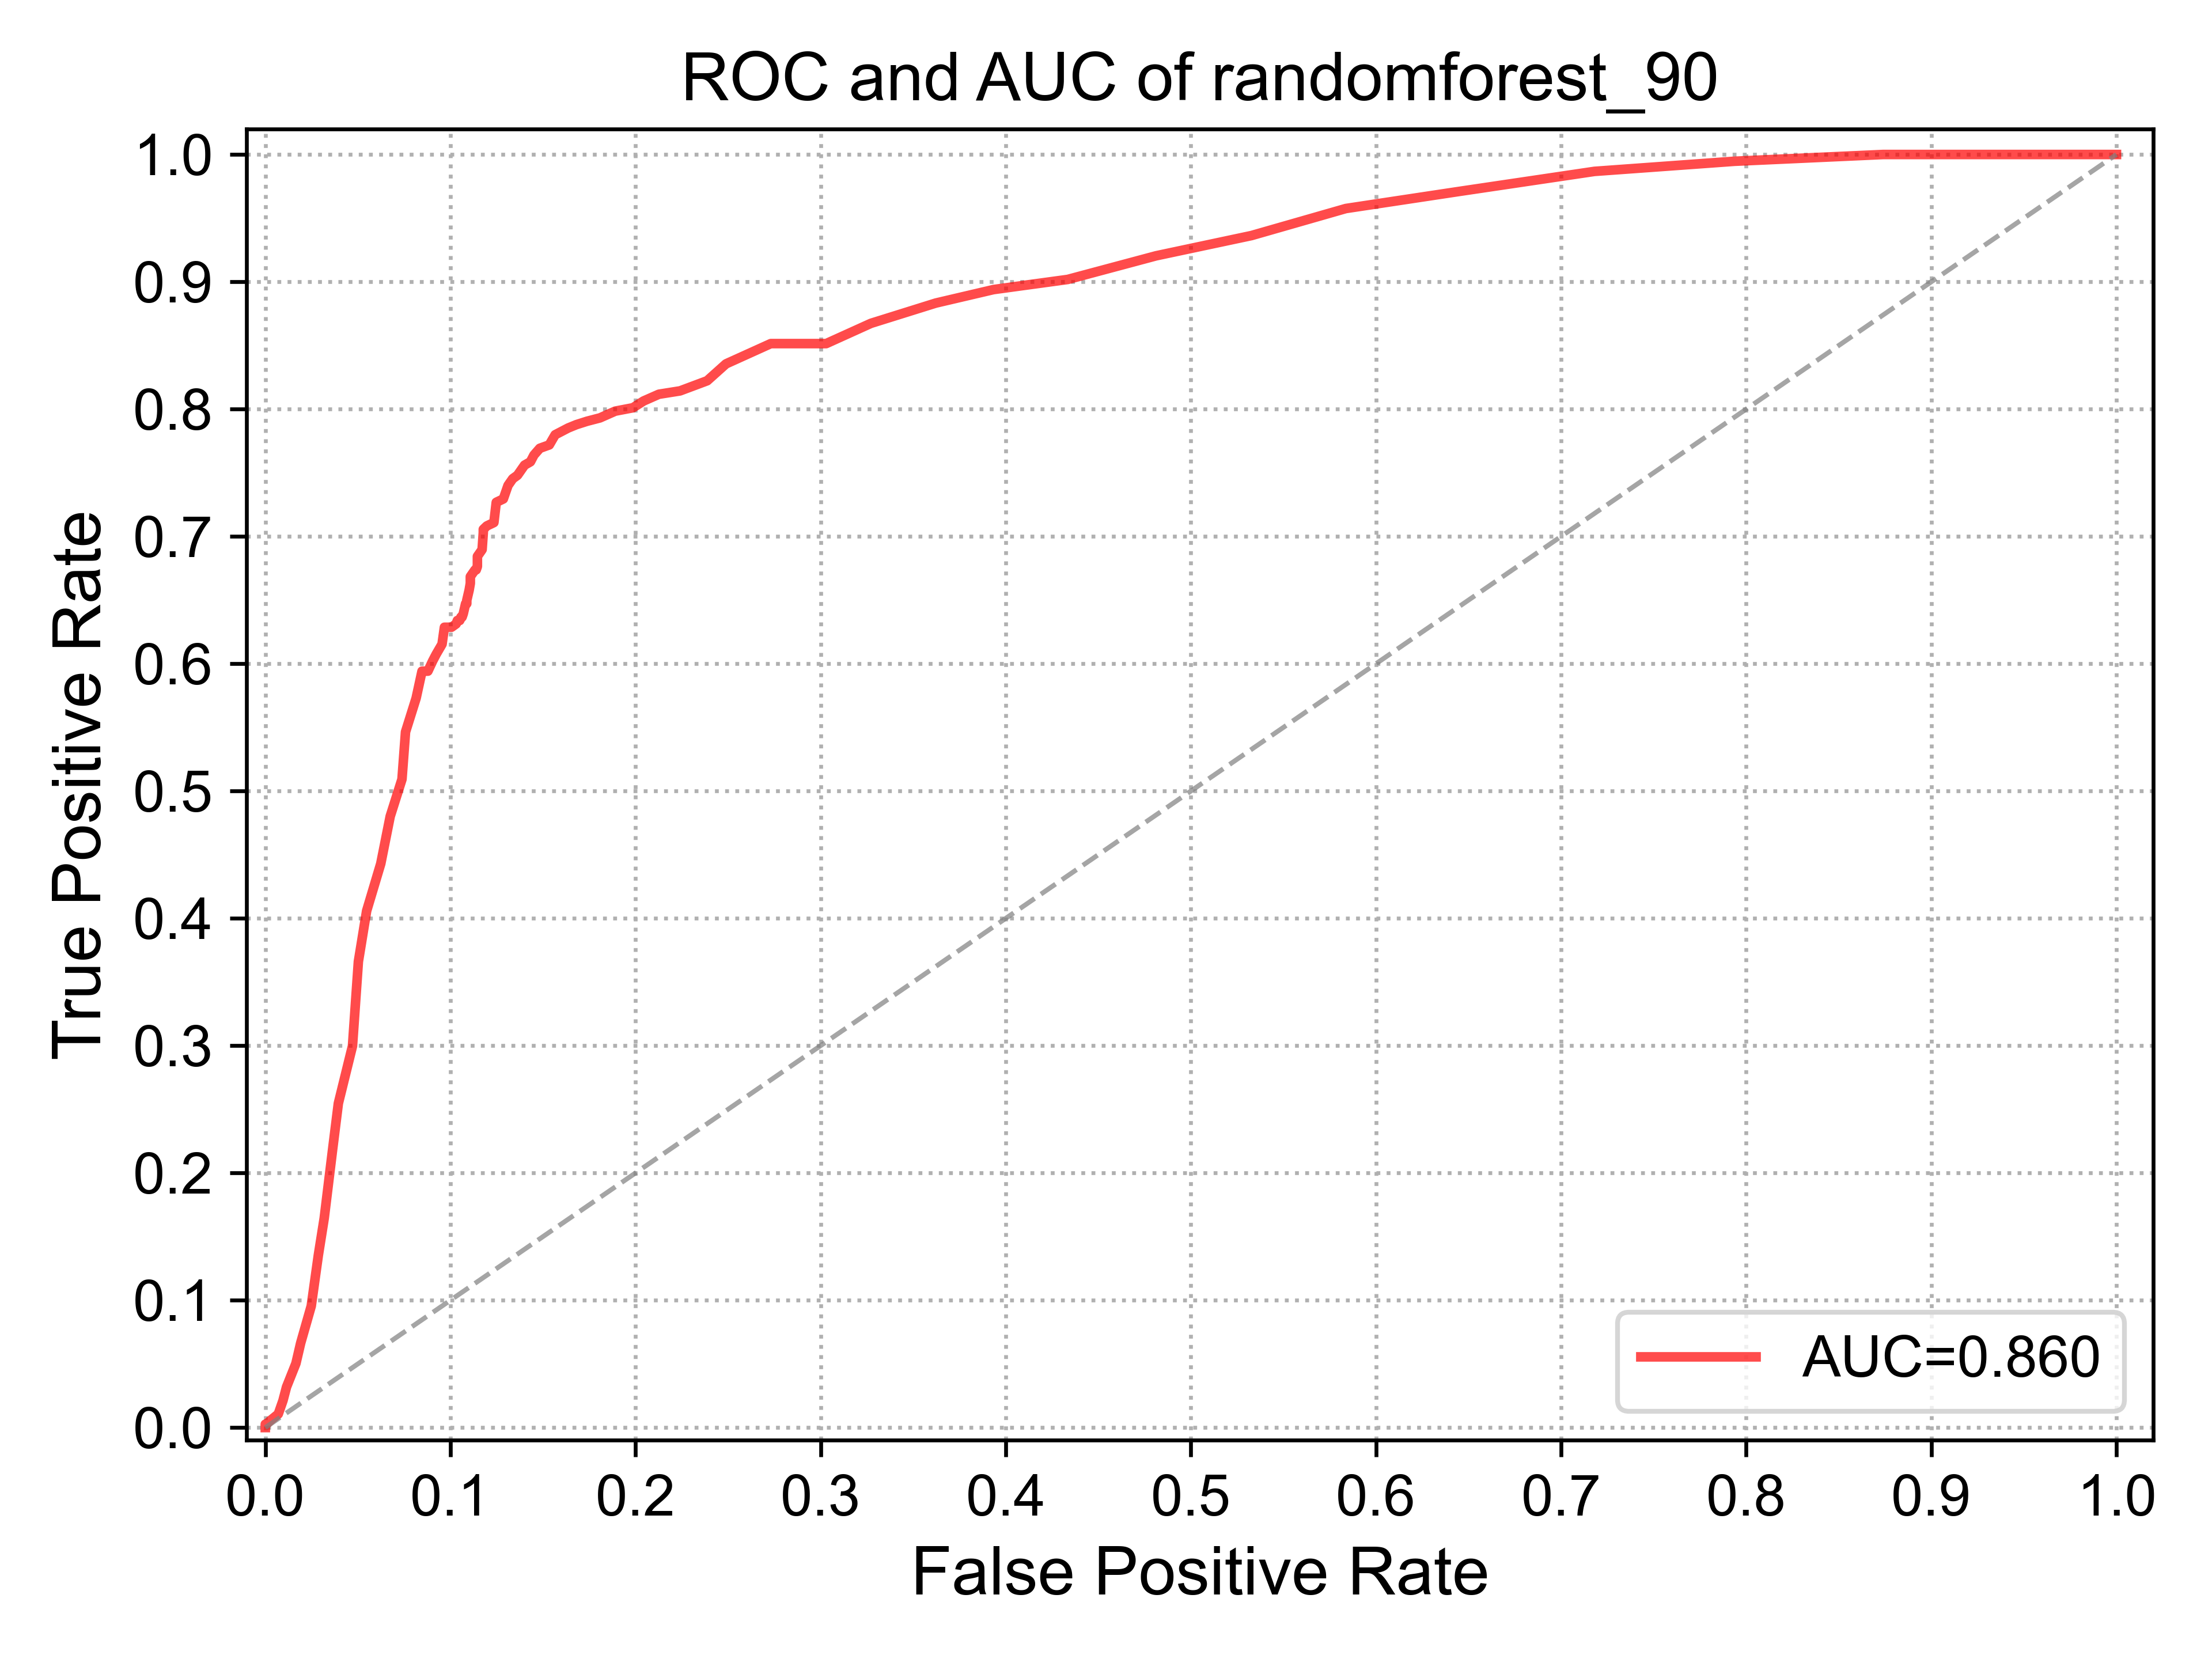 ROC and AUC of randomforest_90
True Positive Rate
1.0
0.9
0.8
0.7
0.6
0.5
0.4
0.3
0.2
0.1
0.0
AUC=0.860
0.0 0.1 0.2 0.3 0.4 0.5 0.6 0.7 0.8 0.9 1.0
False Positive Rate